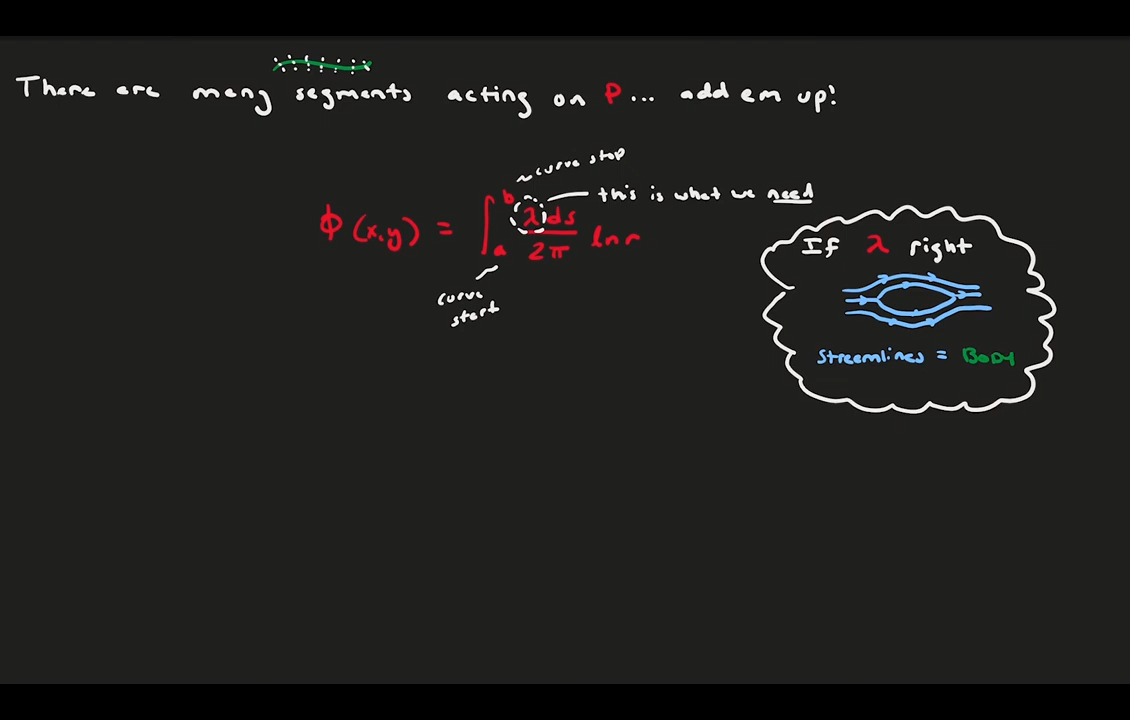 There are many segments acting on P... add em up!
~curve stop
this is what we need
ϕ(x,y) = ∫_a^b λds/2π ln r
curve
start
If λ right
Streamlines = Body